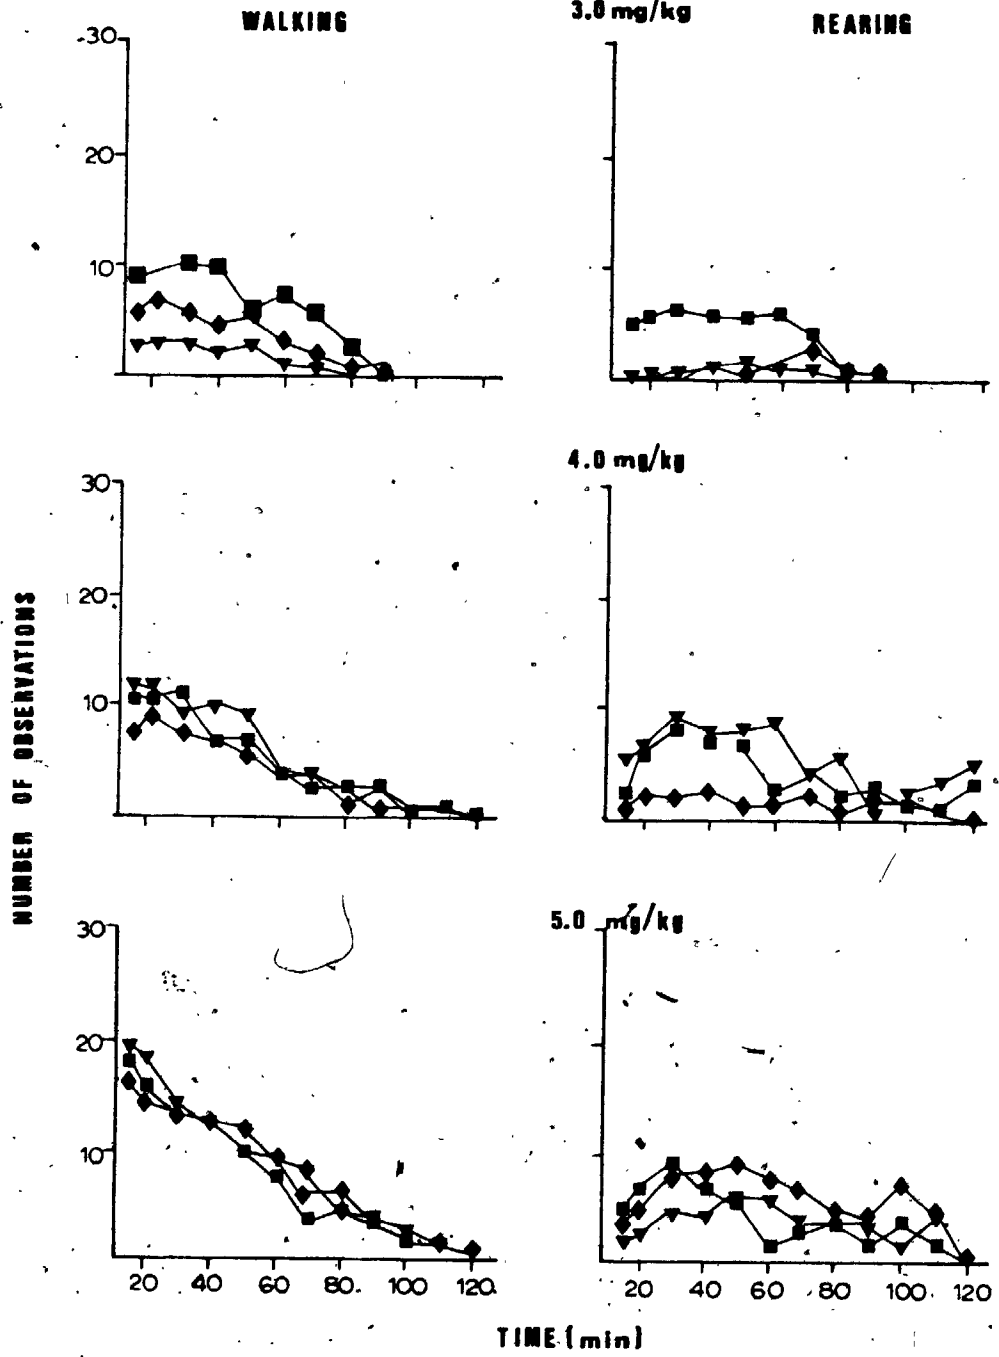 WALKING 3.0 mg/kg REARING
30
20
10
4.0 mg/kg
30
20
10
NUMBER OF OBSERVATIONS
5.0 mg/kg
30
20
10
20 40 60 80 100 120 20 40 60 80 100 120
TIME (min)